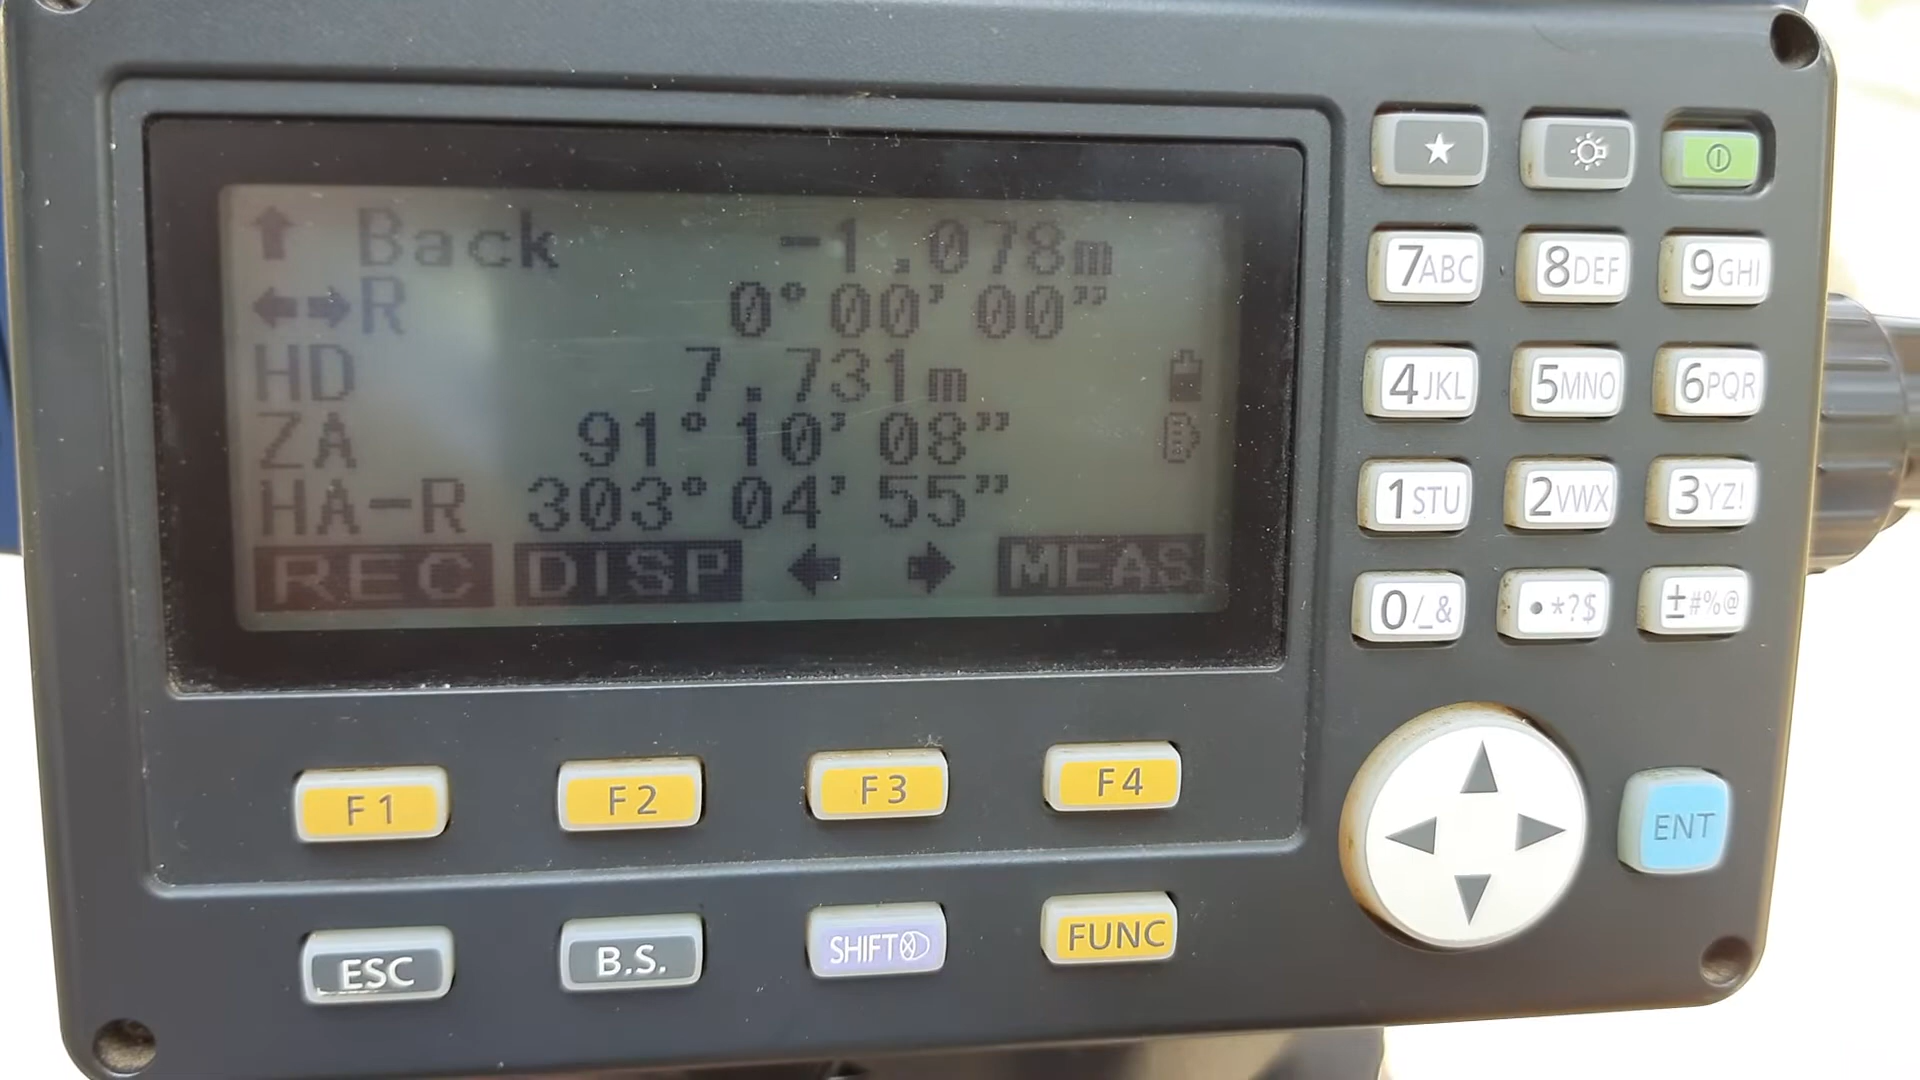 ↑ Back -1.078m
←→R 0°00'00"
HD 7.731m
ZA 91°10'08"
HA-R 303°04'55"
REC DISP ← → MEAS
★
7ABC 8DEF 9GHI
4JKL 5MNO 6PQR
1STU 2VWX 3YZ!
0/_& •*?$ ±#%@
F1 F2 F3 F4
ENT
ESC B.S. SHIFT FUNC